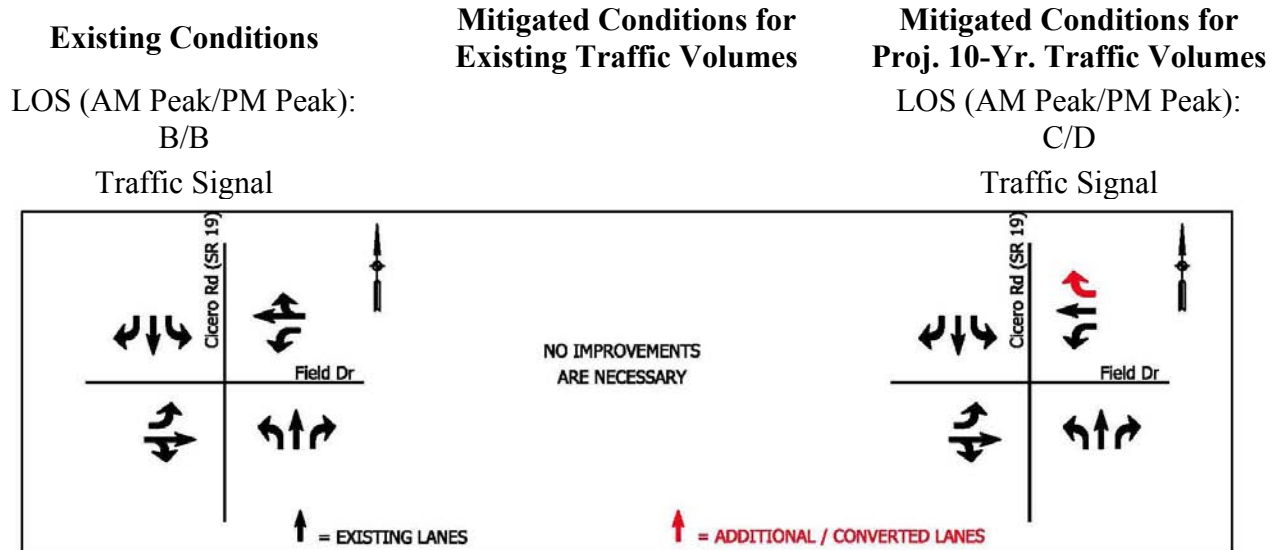 Existing Conditions
LOS (AM Peak/PM Peak):
B/B
Traffic Signal
Mitigated Conditions for
Existing Traffic Volumes
Mitigated Conditions for
Proj. 10-Yr. Traffic Volumes
LOS (AM Peak/PM Peak):
C/D
Traffic Signal
Cicero Rd (SR 19)
Field Dr
NO IMPROVEMENTS
ARE NECESSARY
Cicero Rd (SR 19)
Field Dr
= EXISTING LANES
= ADDITIONAL / CONVERTED LANES